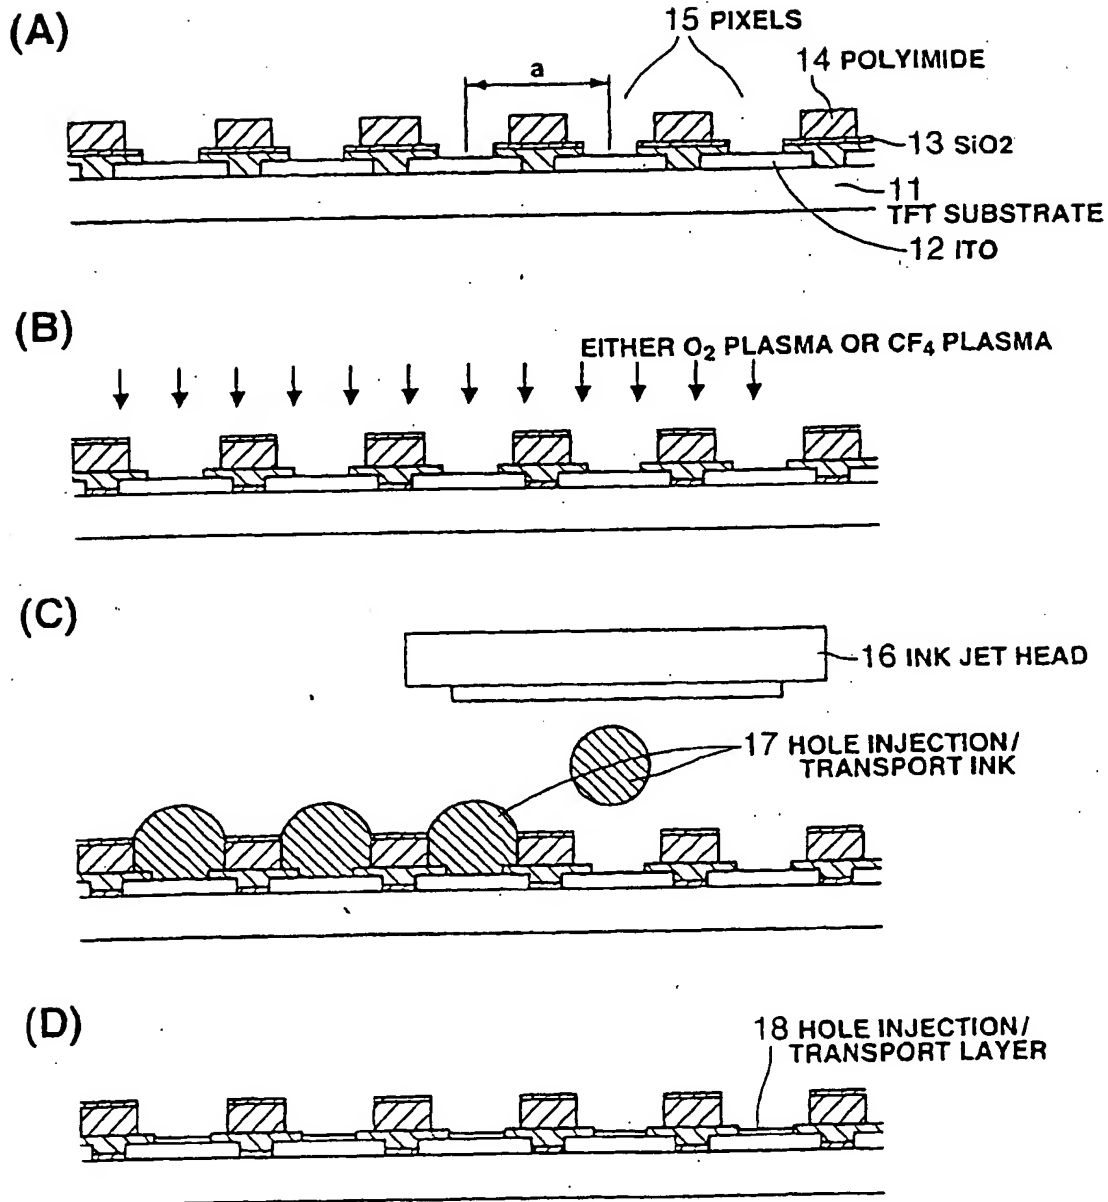 (A)
15 PIXELS
a
14 POLYIMIDE
13 SiO2
11
TFT SUBSTRATE
12 ITO
(B)
EITHER O₂ PLASMA OR CF₄ PLASMA
(C)
16 INK JET HEAD
17 HOLE INJECTION/
TRANSPORT INK
(D)
18 HOLE INJECTION/
TRANSPORT LAYER